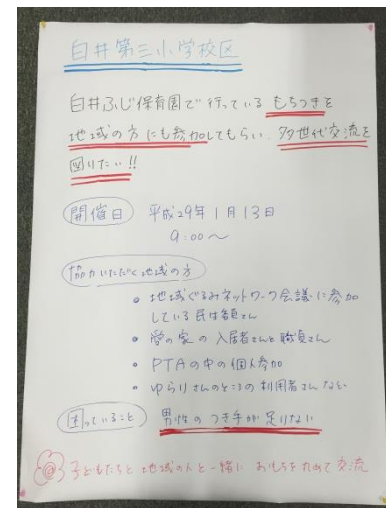 白井第三小学校区
白井ふじ保育園で行っているもちつきを
地域の方にも参加してもらい、多世代交流を
図りたい!!
開催日 平成29年1月13日
9:00〜
協力いただく地域の方
• 地域ぐるみネットワーク会議に参加
している民生委員さん
• 愛の家の入居者さんと職員さん
• PTAの中の個人参加
• ゆらりさんのところの利用者さんなど
困っていること 男性のつき手が足りない
子どもたちと地域の人と一緒におもちを丸めて交流